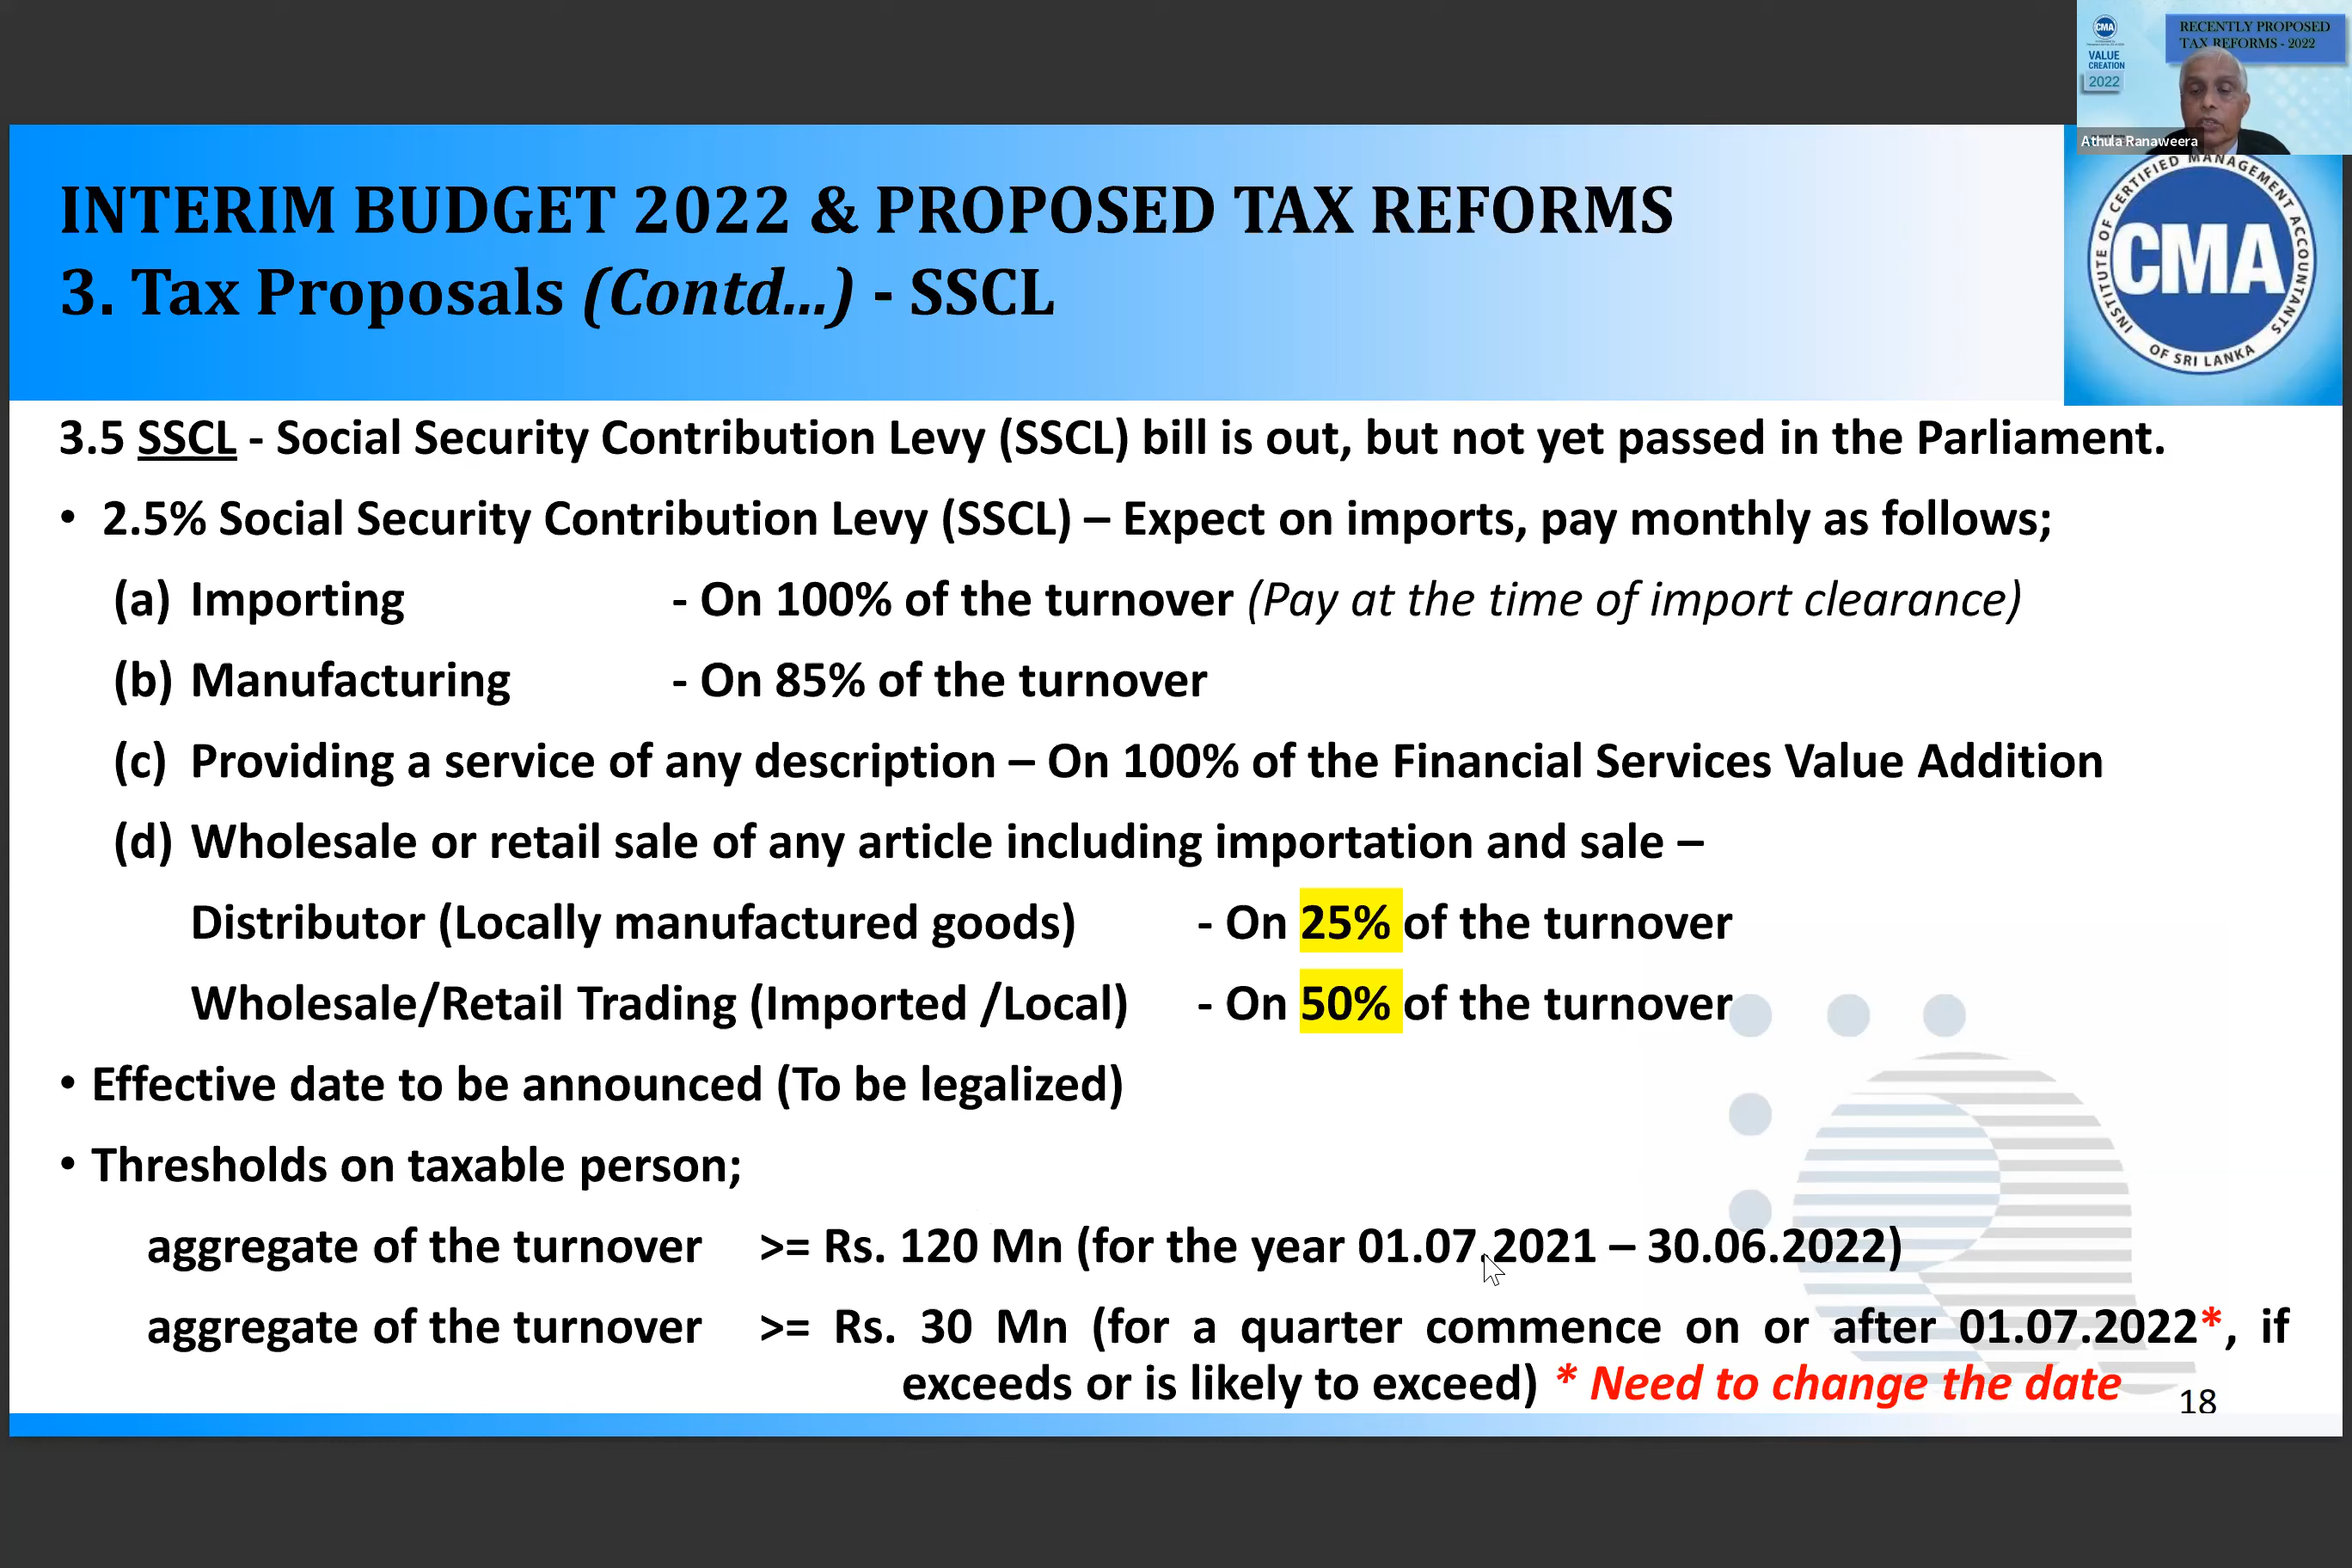 CMA
VALUE
CREATION
2022
RECENTLY PROPOSED
TAX REFORMS - 2022
Athula Ranaweera
INTERIM BUDGET 2022 & PROPOSED TAX REFORMS
3. Tax Proposals (Contd...) - SSCL
INSTITUTE OF CERTIFIED MANAGEMENT ACCOUNTANTS
CMA
OF SRI LANKA
3.5 SSCL - Social Security Contribution Levy (SSCL) bill is out, but not yet passed in the Parliament.
• 2.5% Social Security Contribution Levy (SSCL) – Expect on imports, pay monthly as follows;
(a) Importing - On 100% of the turnover (Pay at the time of import clearance)
(b) Manufacturing - On 85% of the turnover
(c) Providing a service of any description – On 100% of the Financial Services Value Addition
(d) Wholesale or retail sale of any article including importation and sale –
Distributor (Locally manufactured goods) - On 25% of the turnover
Wholesale/Retail Trading (Imported /Local) - On 50% of the turnover
• Effective date to be announced (To be legalized)
• Thresholds on taxable person;
aggregate of the turnover >= Rs. 120 Mn (for the year 01.07.2021 – 30.06.2022)
aggregate of the turnover >= Rs. 30 Mn (for a quarter commence on or after 01.07.2022*, if
exceeds or is likely to exceed) * Need to change the date
18